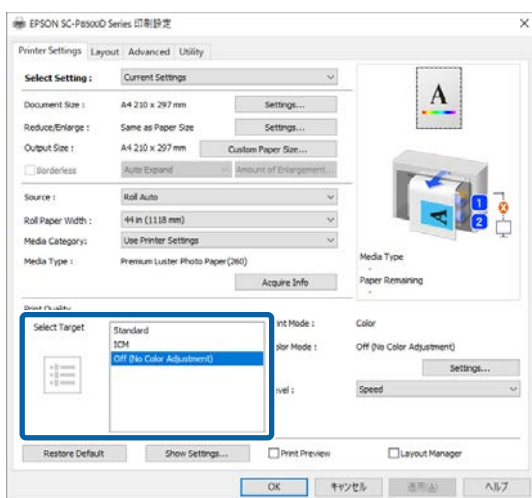 EPSON SC-P8500D Series 印刷設定
Printer Settings Layout Advanced Utility
Select Setting : Current Settings
Document Size : A4 210 x 297 mm Settings...
Reduce/Enlarge : Same as Paper Size Settings...
Output Size : A4 210 x 297 mm Custom Paper Size...
Borderless Auto Expand Amount of Enlargement...
Source : Roll Auto
Roll Paper Width : 44 in (1118 mm)
Media Category: Use Printer Settings
Media Type : Premium Luster Photo Paper(260)
Acquire Info
A
A
1
2
Media Type
-
Paper Remaining
-
Print Quality
Select Target Standard
ICM
Off (No Color Adjustment)
int Mode : Color
olor Mode : Off (No Color Adjustment)
Settings...
evel : Speed
Restore Default Show Settings... Print Preview Layout Manager
OK キャンセル 適用(A) ヘルプ